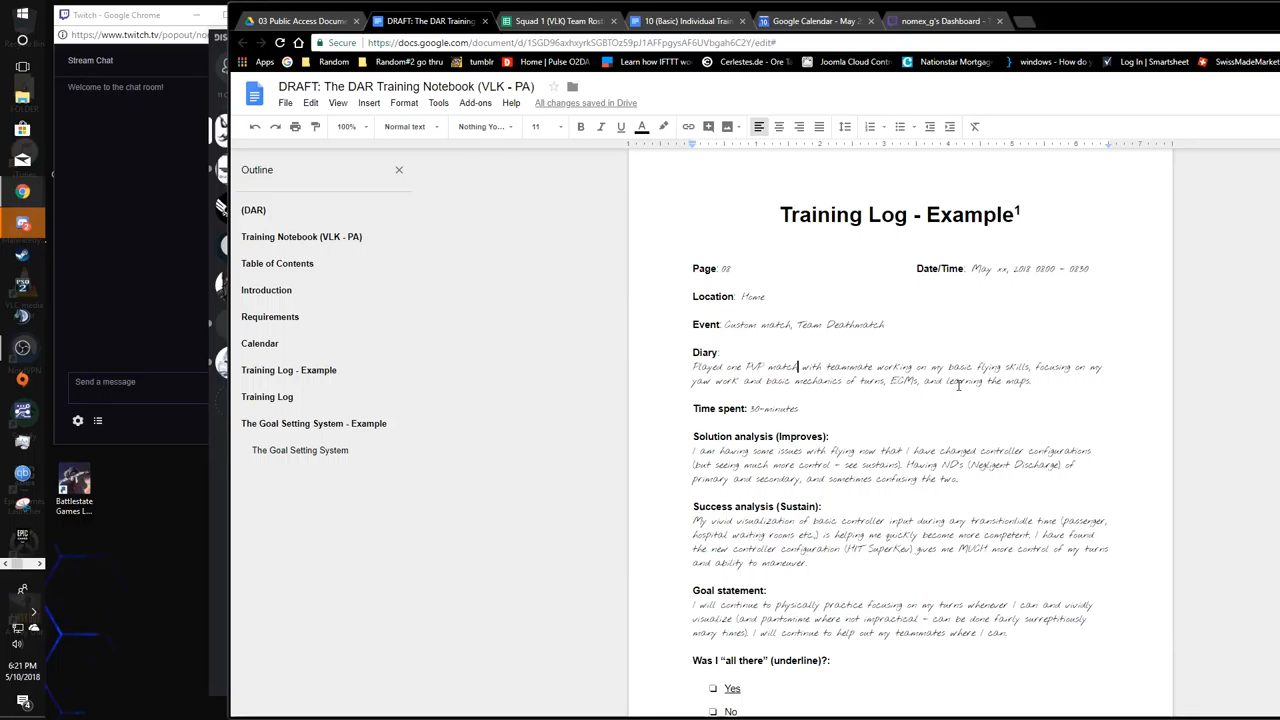 Twitch - Google Chrome
https://www.twitch.tv/popout/no
Stream Chat
Welcome to the chat room!
Send a message
Battlestate
Games L...
6:21 PM
5/10/2018
03 Public Access Docume
DRAFT: The DAR Training
Squad 1 (VLK) Team Rost
10 (Basic) Individual Train
Google Calendar - May 2
nomex_g's Dashboard - T
Secure
https://docs.google.com/document/d/1SGD96axhxyrkSGBTOz59pJ1AFFpgysAF6UVbgah6C2Y/edit#
Apps
Random
Random#2 go thru
tumblr
Home | Pulse O2DA
Learn how IFTTT work
Cerlestes.de - Ore Ta
Joomla Cloud Contro
Nationstar Mortgage
windows - How do y
Log In | Smartsheet
SwissMadeMarketing
DRAFT: The DAR Training Notebook (VLK - PA)
File Edit View Insert Format Tools Add-ons Help All changes saved in Drive
100% Normal text Nothing Yo... 11 B I U A
Outline
(DAR)
Training Notebook (VLK - PA)
Table of Contents
Introduction
Requirements
Calendar
Training Log - Example
Training Log
The Goal Setting System - Example
The Goal Setting System
Training Log - Example1
Page: 08 Date/Time: May xx, 2018 0800 - 0830
Location: Home
Event: Custom match, Team Deathmatch
Diary:
Played one PVP match with teammate working on my basic flying skills, focusing on my
yaw work and basic mechanics of turns, ECMs, and learning the maps.
Time spent: 30-minutes
Solution analysis (Improves):
I am having some issues with flying now that I have changed controller configurations
(but seeing much more control - see sustains). Having NDs (Negligent Discharge) of
primary and secondary, and sometimes confusing the two.
Success analysis (Sustain):
My vivid visualization of basic controller input during any transition/idle time (passenger,
hospital waiting rooms etc.,) is helping me quickly become more competent. I have found
the new controller configuration (HIT SuperKev) gives me MUCH more control of my turns
and ability to maneuver.
Goal statement:
I will continue to physically practice focusing on my turns whenever I can and vividly
visualize (and pantomime where not impractical - can be done fairly surreptitiously
many times). I will continue to help out my teammates where I can.
Was I “all there” (underline)?:
Yes
No